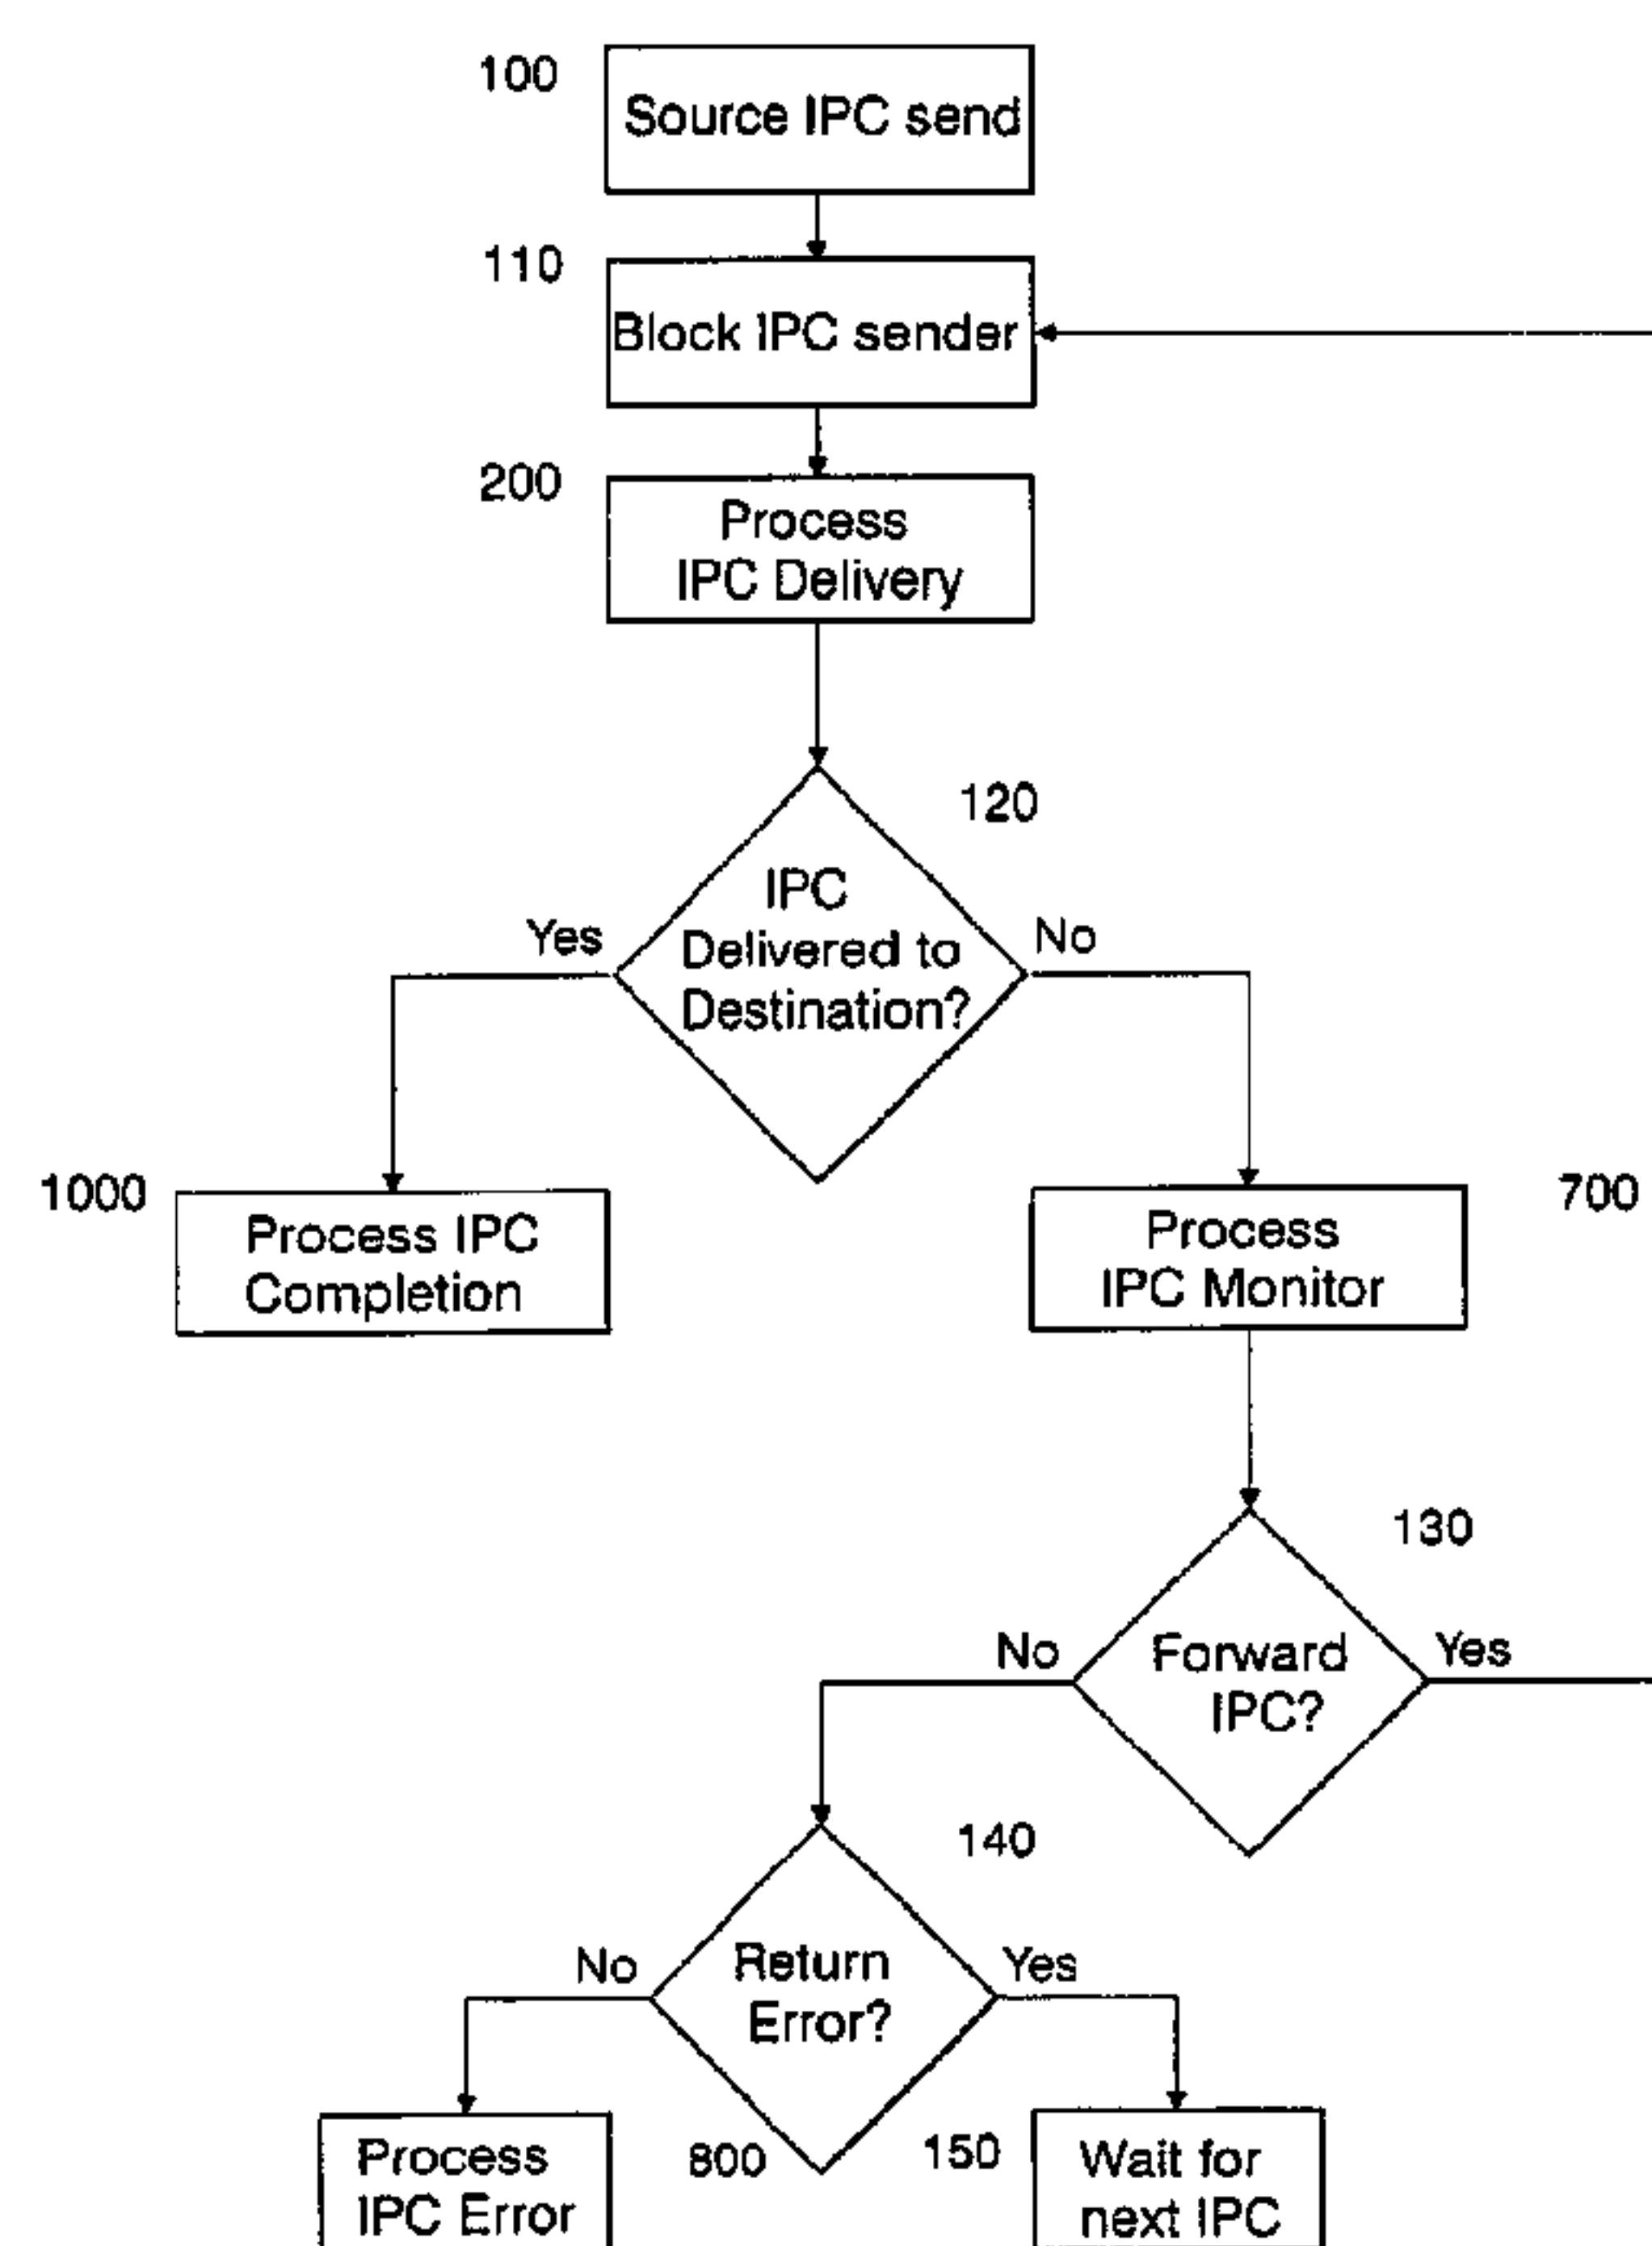 100
Source IPC send
110
Block IPC sender
200
Process
IPC Delivery
120
IPC
Delivered to
Destination?
Yes
No
1000
Process IPC
Completion
700
Process
IPC Monitor
130
Forward
IPC?
No
Yes
140
Return
Error?
No
Yes
Process
IPC Error
800
150
Wait for
next IPC